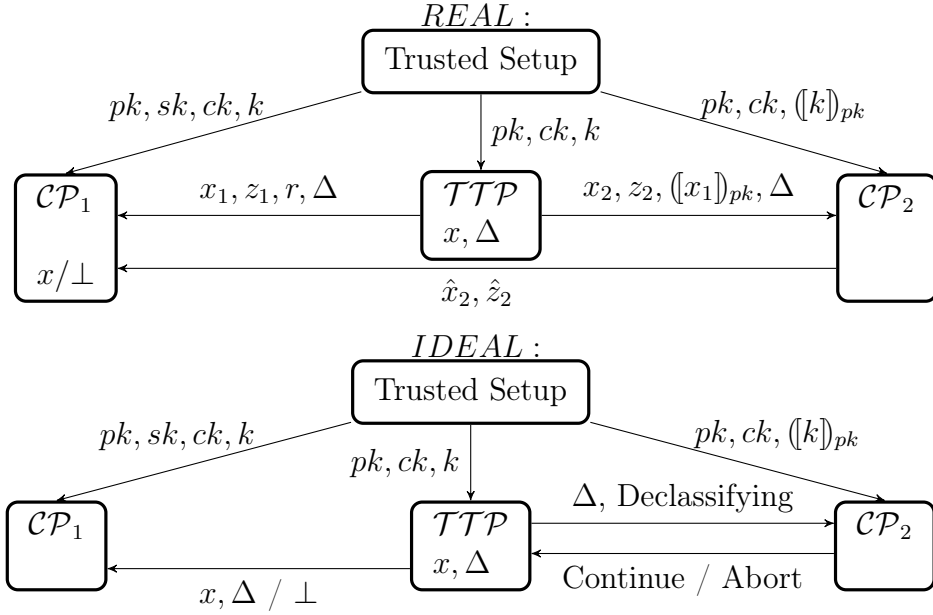 REAL :
Trusted Setup
pk, sk, ck, k
pk, ck, k
pk, ck, ([k])_{pk}
𝒞𝒫₁
x₁, z₁, r, Δ
𝒯𝒯𝒫
x₂, z₂, ([x₁])_{pk}, Δ
𝒞𝒫₂
x, Δ
x/⊥
x̂₂, ẑ₂
IDEAL :
Trusted Setup
pk, sk, ck, k
pk, ck, k
pk, ck, ([k])_{pk}
𝒞𝒫₁
𝒯𝒯𝒫
Δ, Declassifying
𝒞𝒫₂
x, Δ
x, Δ / ⊥
Continue / Abort